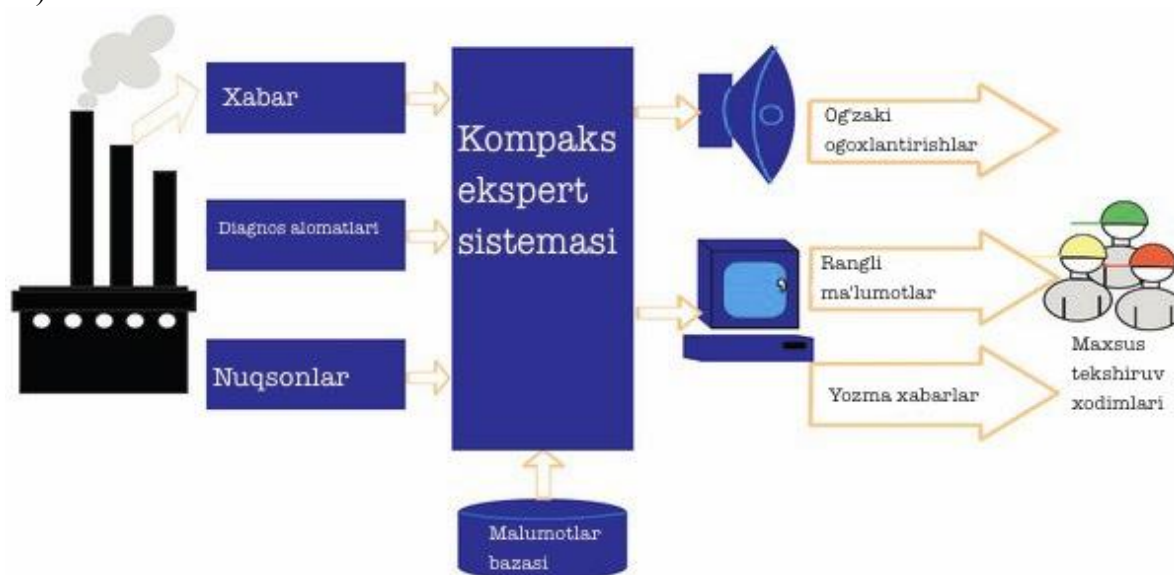 )
Xabar
Diagnos alomatlari
Nuqsonlar
Kompaks
ekspert
sistemasi
Malumotlar
bazasi
Og'zaki
ogoxlantirishlar
Rangli
ma'lumotlar
Yozma xabarlar
Maxsus
tekshiruv
xodimlari